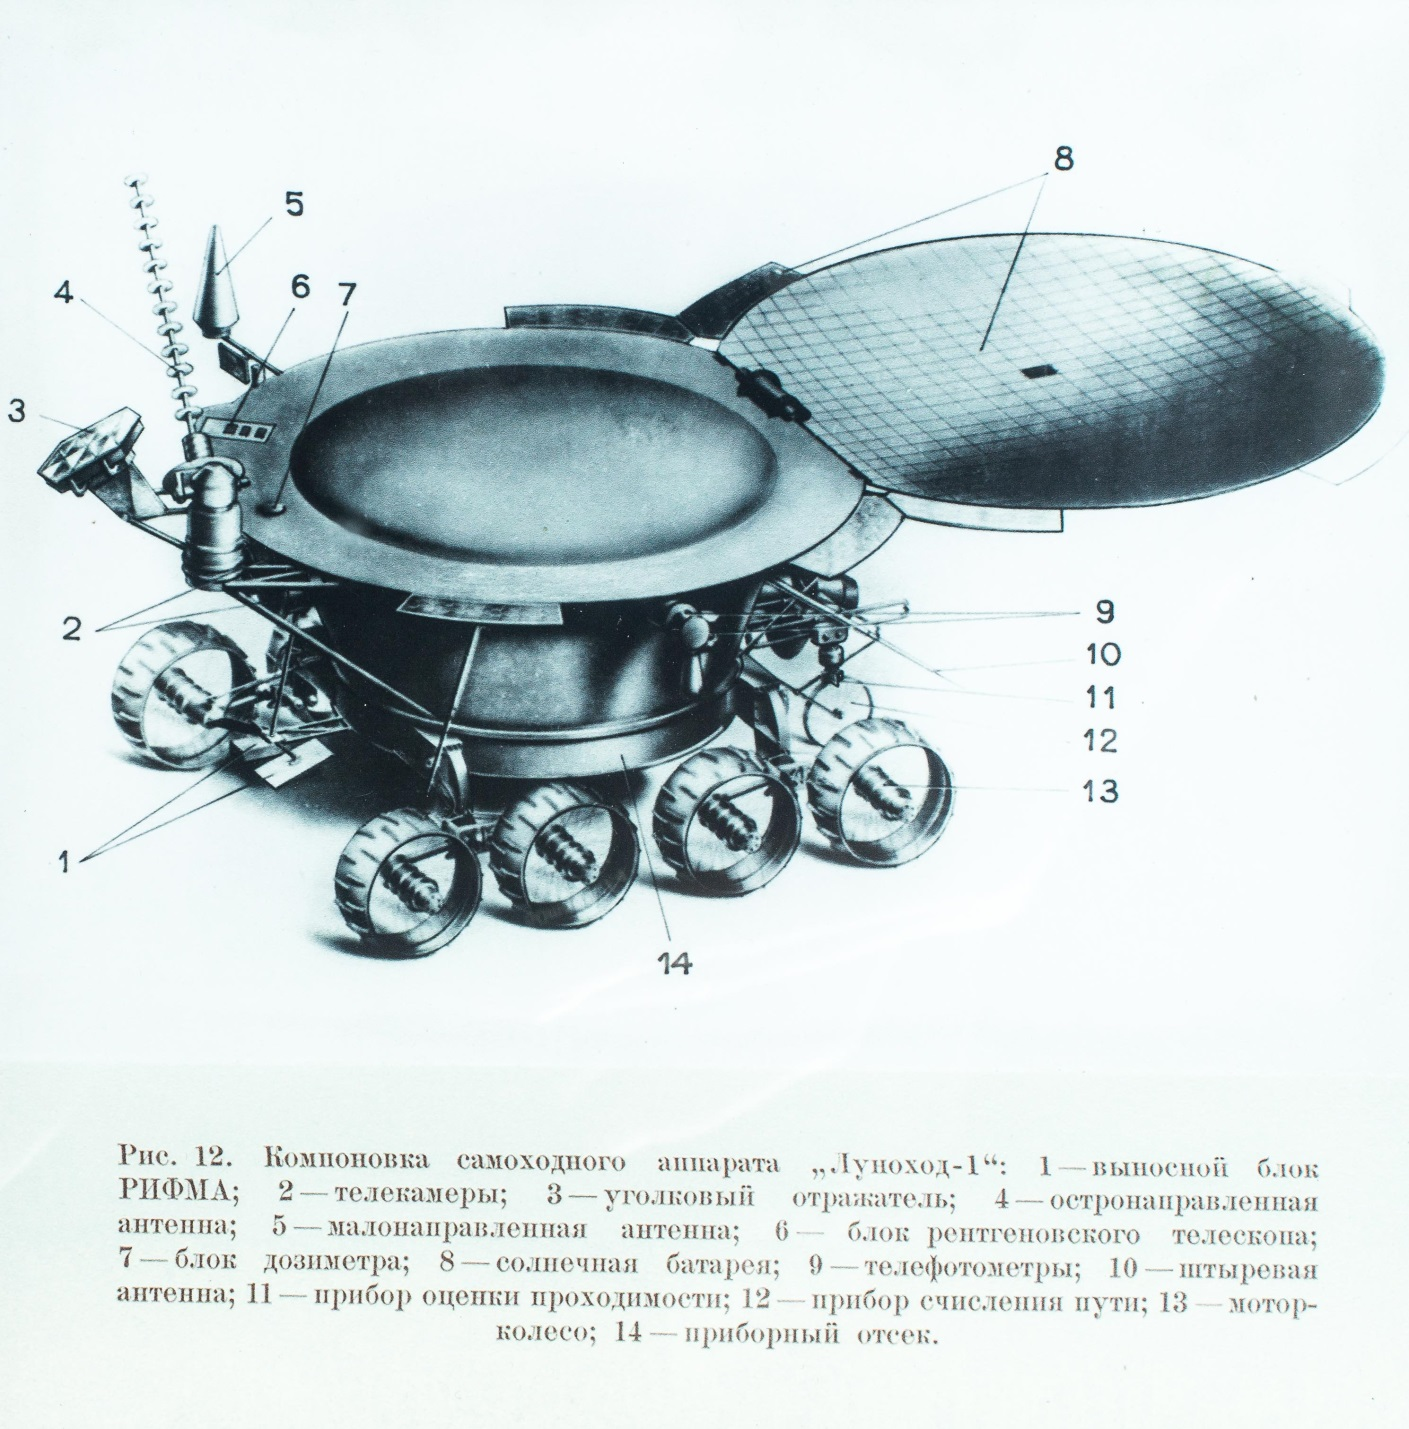 8
5
6 7
4
3
9
2
10
11
12
13
1
14
Рис. 12. Компоновка самоходного аппарата „Луноход-1“: 1 — выносной блок
РИФМА; 2 — телекамеры; 3 — уголковый отражатель; 4 — остронаправленная
антенна; 5 — малонаправленная антенна; 6 — блок рентгеновского телескопа;
7 — блок дозиметра; 8 — солнечная батарея; 9 — телефотометры; 10 — штыревая
антенна; 11 — прибор оценки проходимости; 12 — прибор счисления пути; 13 — мотор-
колесо; 14 — приборный отсек.